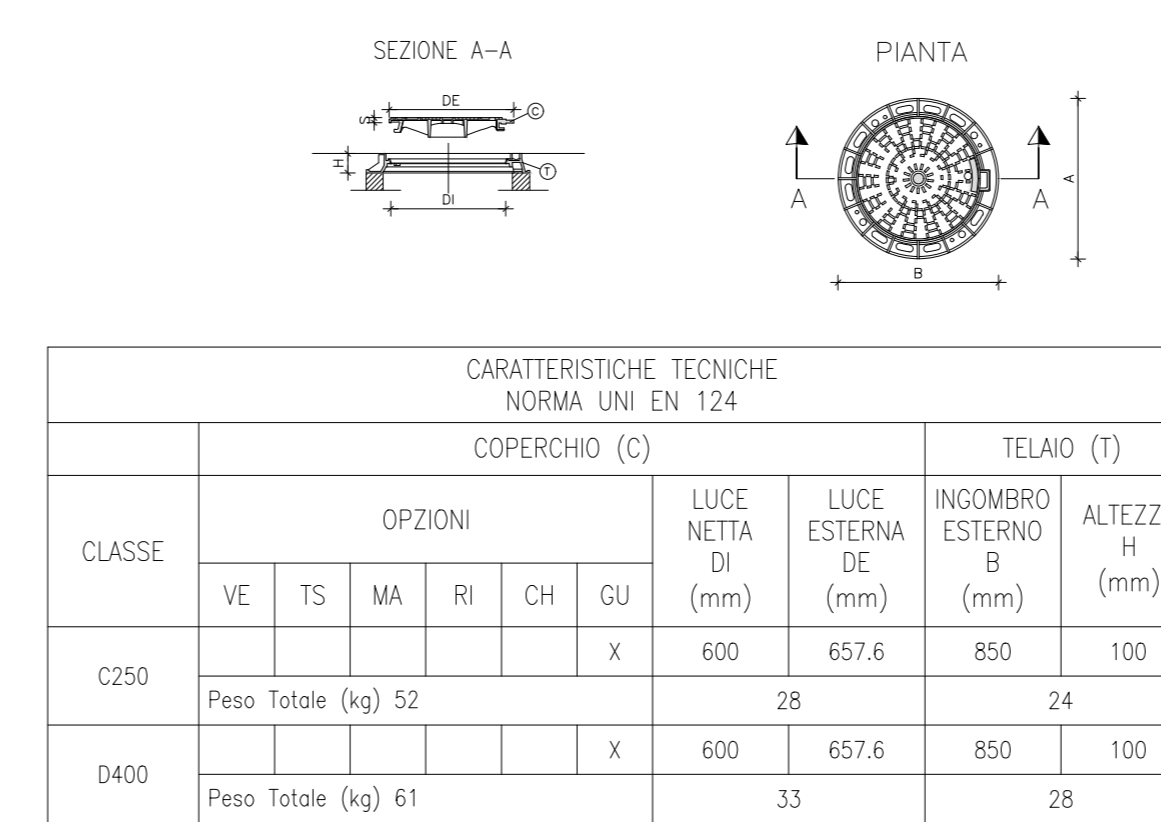 SEZIONE A-A
PIANTA
DE
C
S
H
T
DI
A
A
A
B
CARATTERISTICHE TECNICHE
NORMA UNI EN 124
COPERCHIO (C)
TELAIO (T)
CLASSE
OPZIONI
LUCE
NETTA
DI
(mm)
LUCE
ESTERNA
DE
(mm)
INGOMBRO
ESTERNO
B
(mm)
ALTEZZ
H
(mm)
VE TS MA RI CH GU
C250
X 600 657.6 850 100
Peso Totale (kg) 52 28 24
D400
X 600 657.6 850 100
Peso Totale (kg) 61 33 28